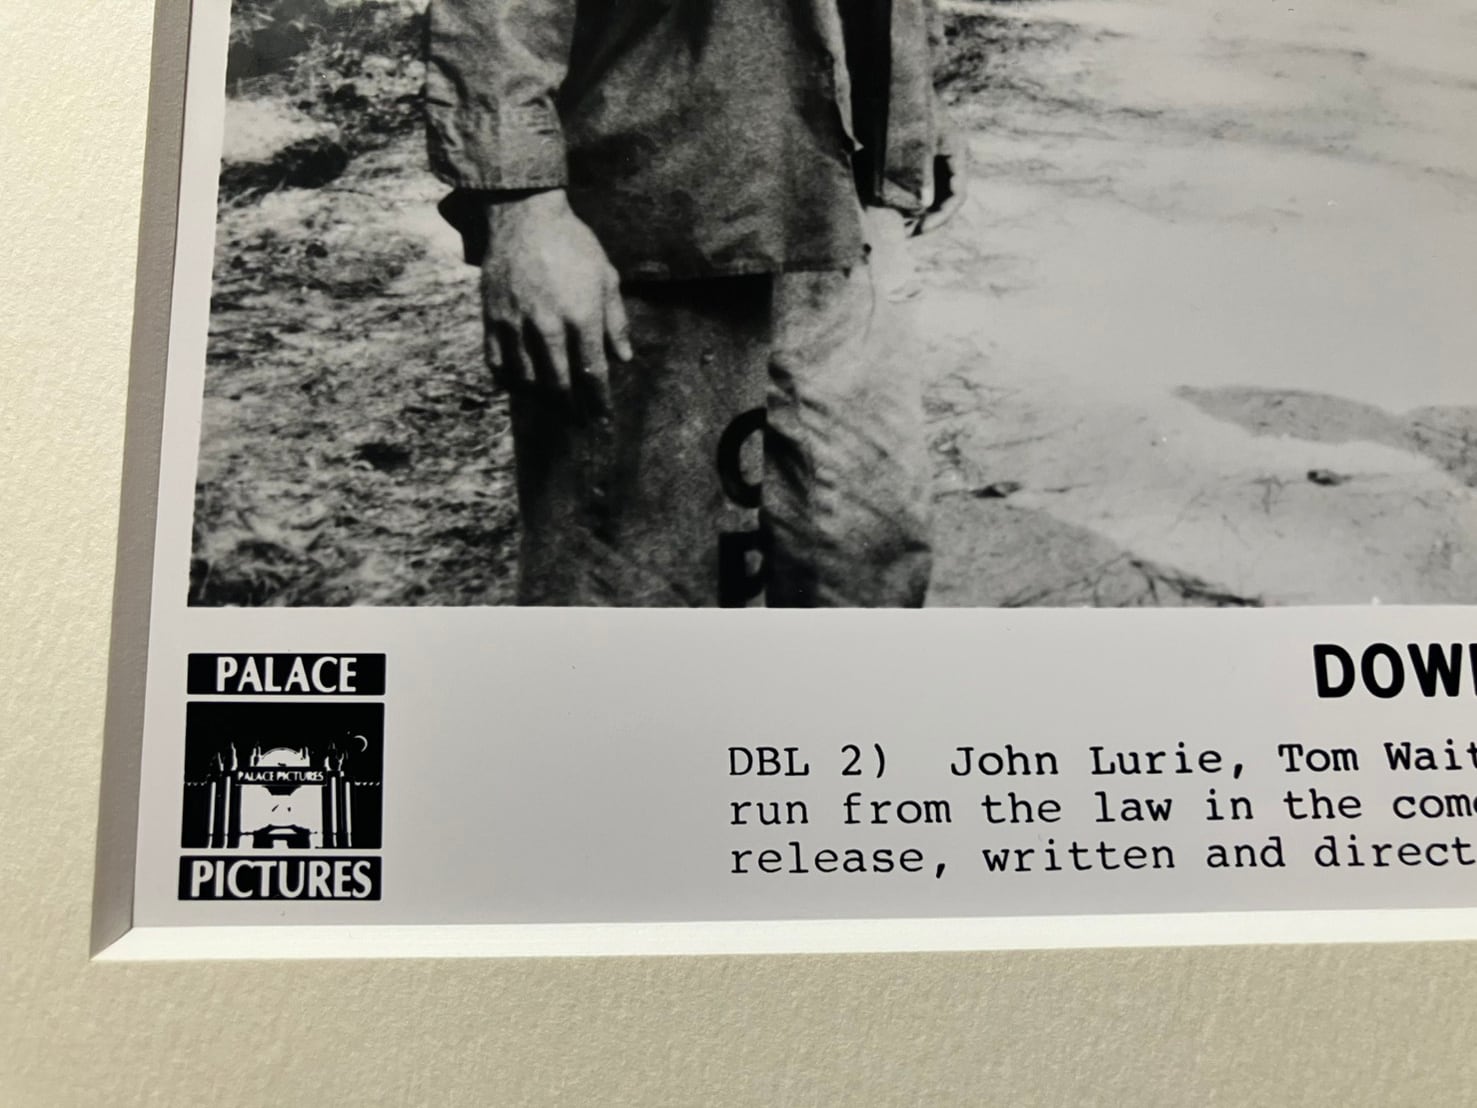 O
P
PALACE
PALACE PICTURES
PICTURES
DOW
DBL 2) John Lurie, Tom Wait
run from the law in the com
release, written and direct